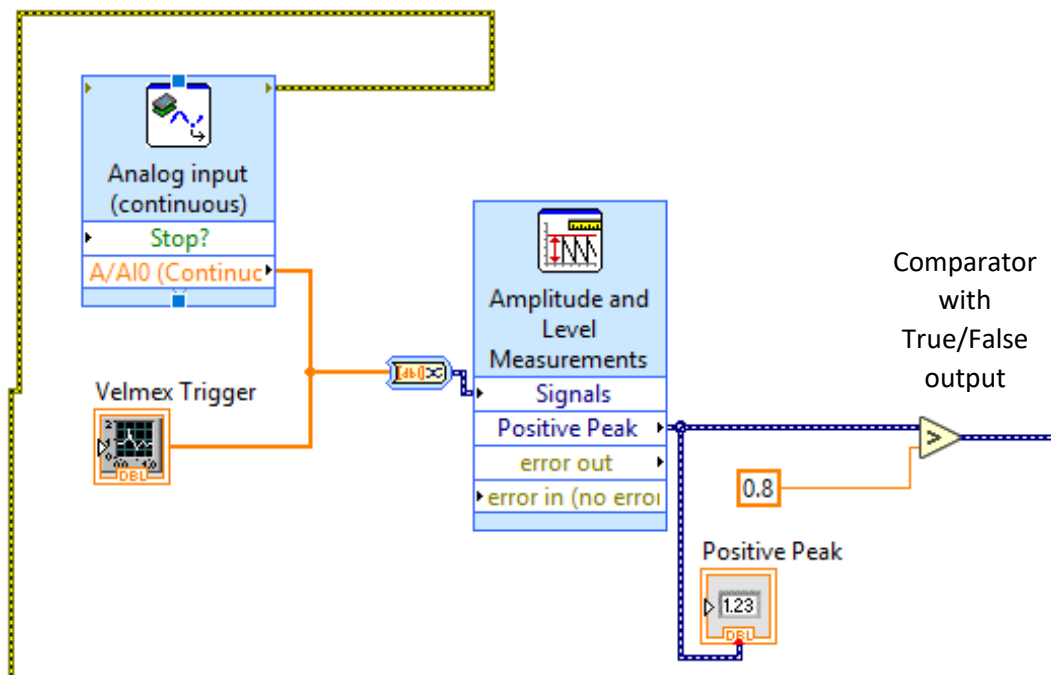 Analog input
(continuous)
Stop?
A/AI0 (Continuc
Velmex Trigger
DBL
Amplitude and
Level
Measurements
Signals
Positive Peak
error out
error in (no erroı
Comparator
with
True/False
output
>
0.8
Positive Peak
1.23
DBL